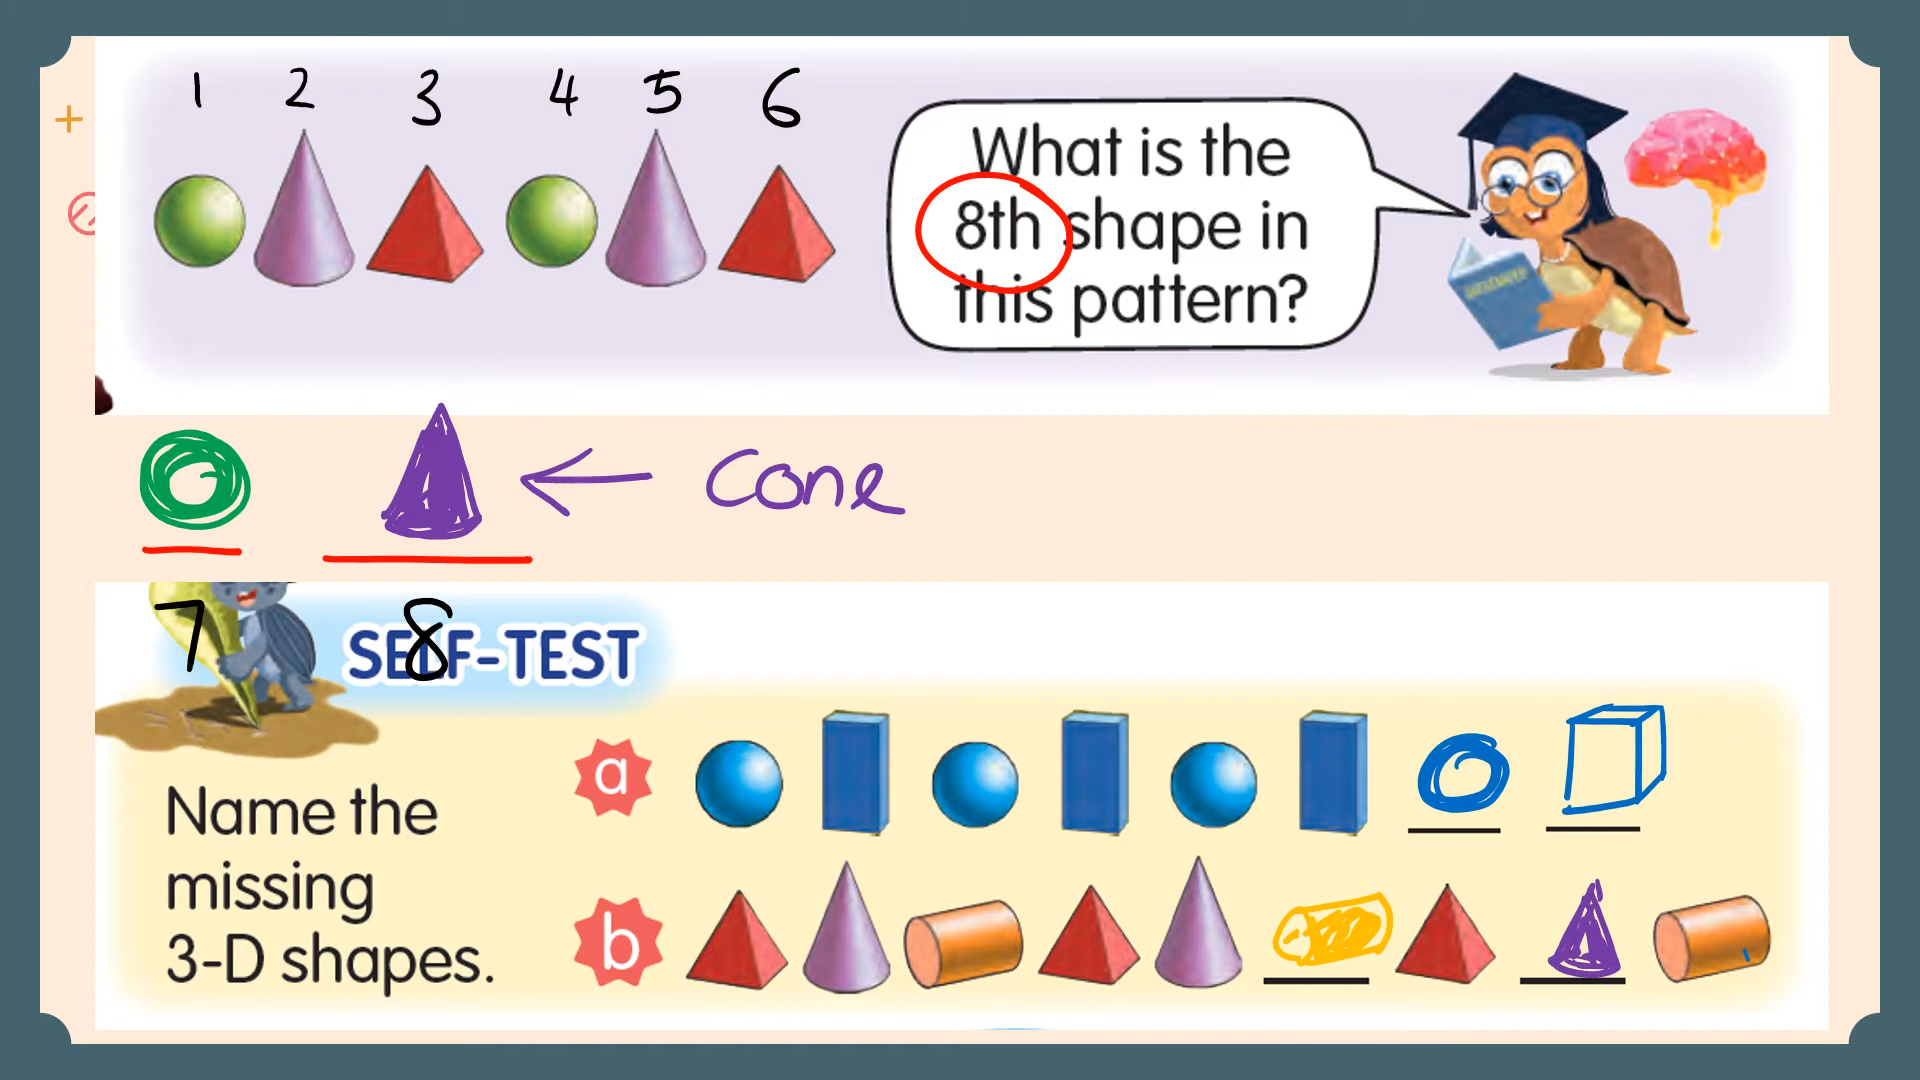 1 2 3 4 5 6
What is the
8th shape in
this pattern?
cone
7 8
SELF-TEST
a
Name the
missing
b
3-D shapes.